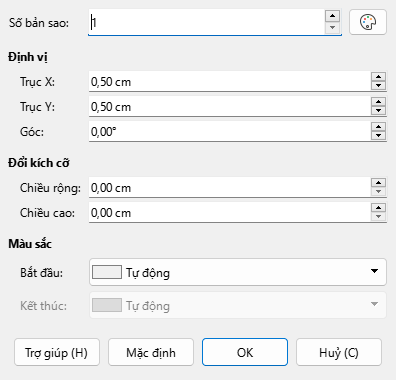 Số bản sao: 1
Định vị
Trục X: 0,50 cm
Trục Y: 0,50 cm
Góc: 0,00°
Đổi kích cỡ
Chiều rộng: 0,00 cm
Chiều cao: 0,00 cm
Màu sắc
Bắt đầu: Tự động
Kết thúc: Tự động
Trợ giúp (H) Mặc định OK Huỷ (C)